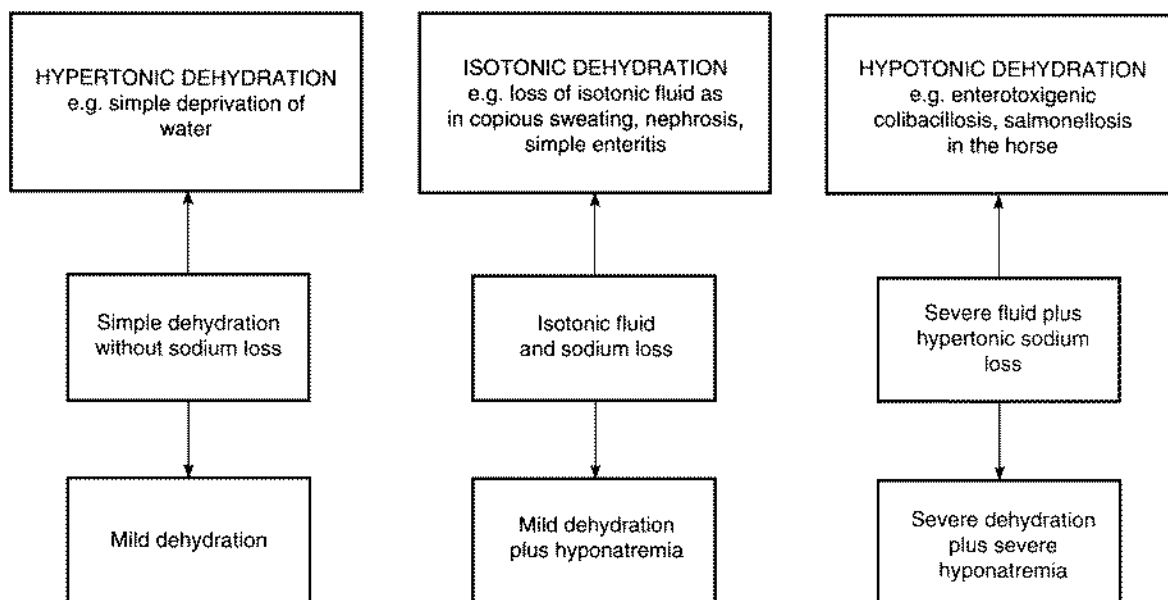 HYPERTONIC DEHYDRATION
e.g. simple deprivation of
water
ISOTONIC DEHYDRATION
e.g. loss of isotonic fluid as
in copious sweating, nephrosis,
simple enteritis
HYPOTONIC DEHYDRATION
e.g. enterotoxigenic
colibacillosis, salmonellosis
in the horse
Simple dehydration
without sodium loss
Isotonic fluid
and sodium loss
Severe fluid plus
hypertonic sodium
loss
Mild dehydration
Mild dehydration
plus hyponatremia
Severe dehydration
plus severe
hyponatremia